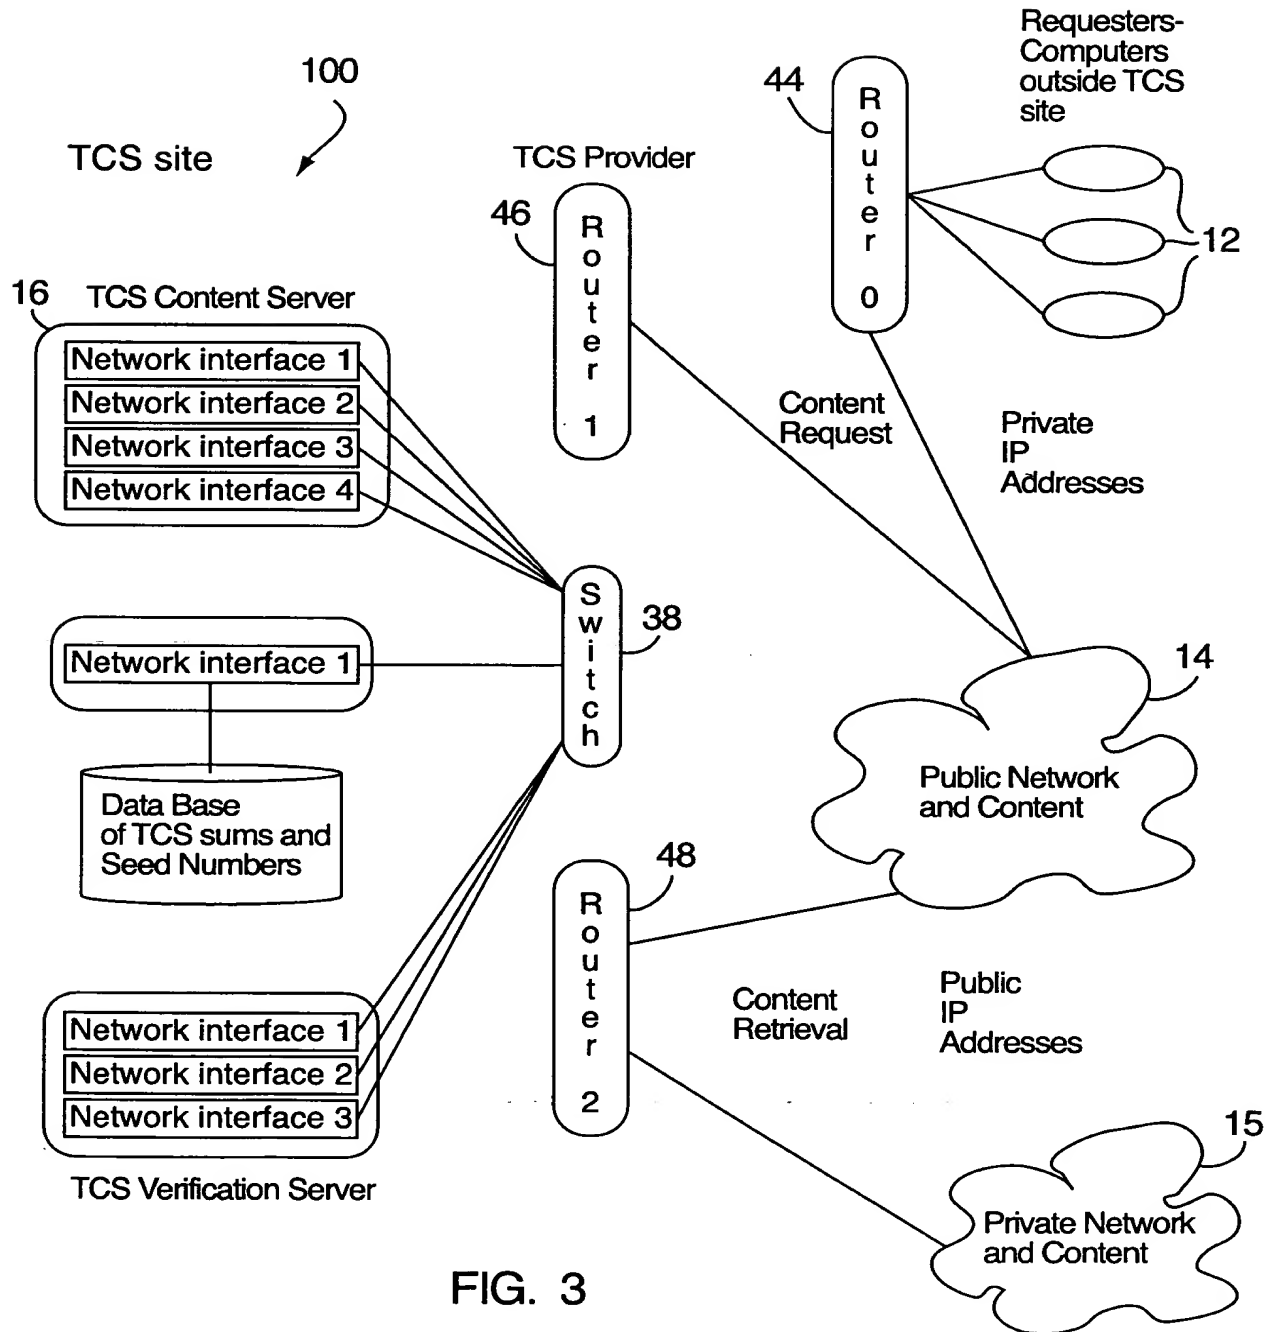 Requesters-
Computers
outside TCS
site
100
44
Router 0
TCS site
TCS Provider
46
Router 1
12
16
TCS Content Server
Network interface 1
Network interface 2
Network interface 3
Network interface 4
Content
Request
Private
IP
Addresses
Switch
38
Network interface 1
14
Public Network
and Content
Data Base
of TCS sums and
Seed Numbers
48
Router 2
Content
Retrieval
Public
IP
Addresses
Network interface 1
Network interface 2
Network interface 3
TCS Verification Server
15
Private Network
and Content
FIG. 3